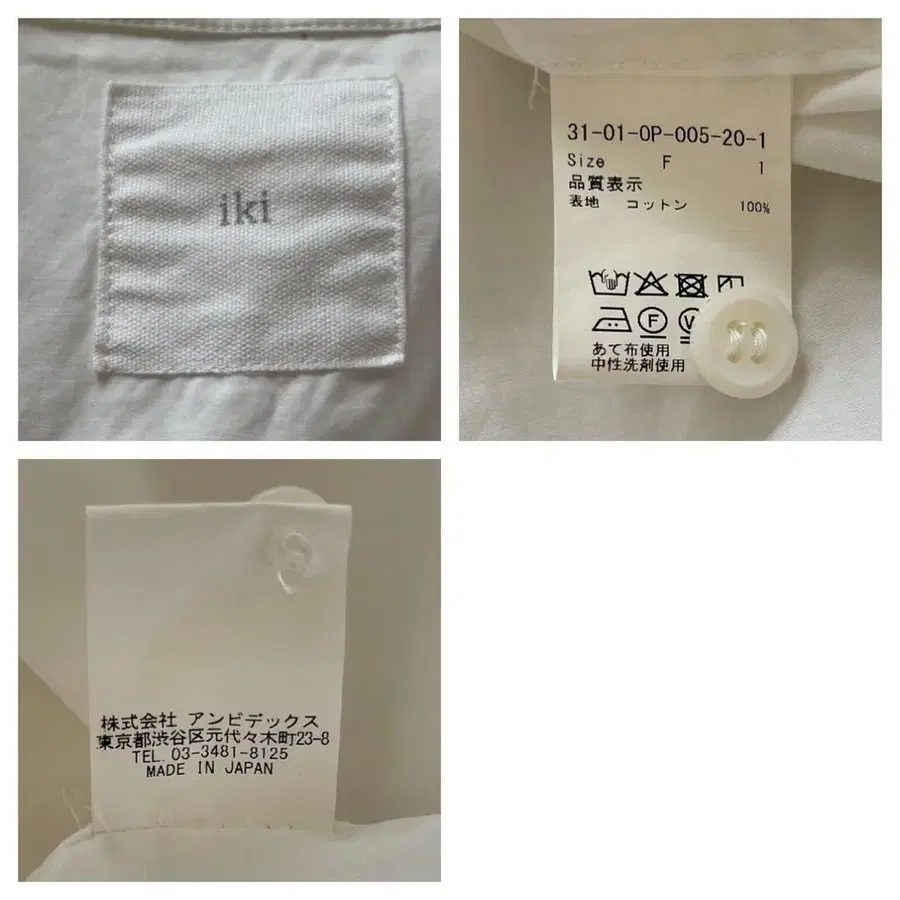 iki
31-01-OP-005-20-1
Size F 1
品質表示
表地 コットン 100%
F
あて布使用
中性洗剤使用
株式会社 アンビデックス
東京都渋谷区元代々木町23-8
TEL. 03-3481-8125
MADE IN JAPAN